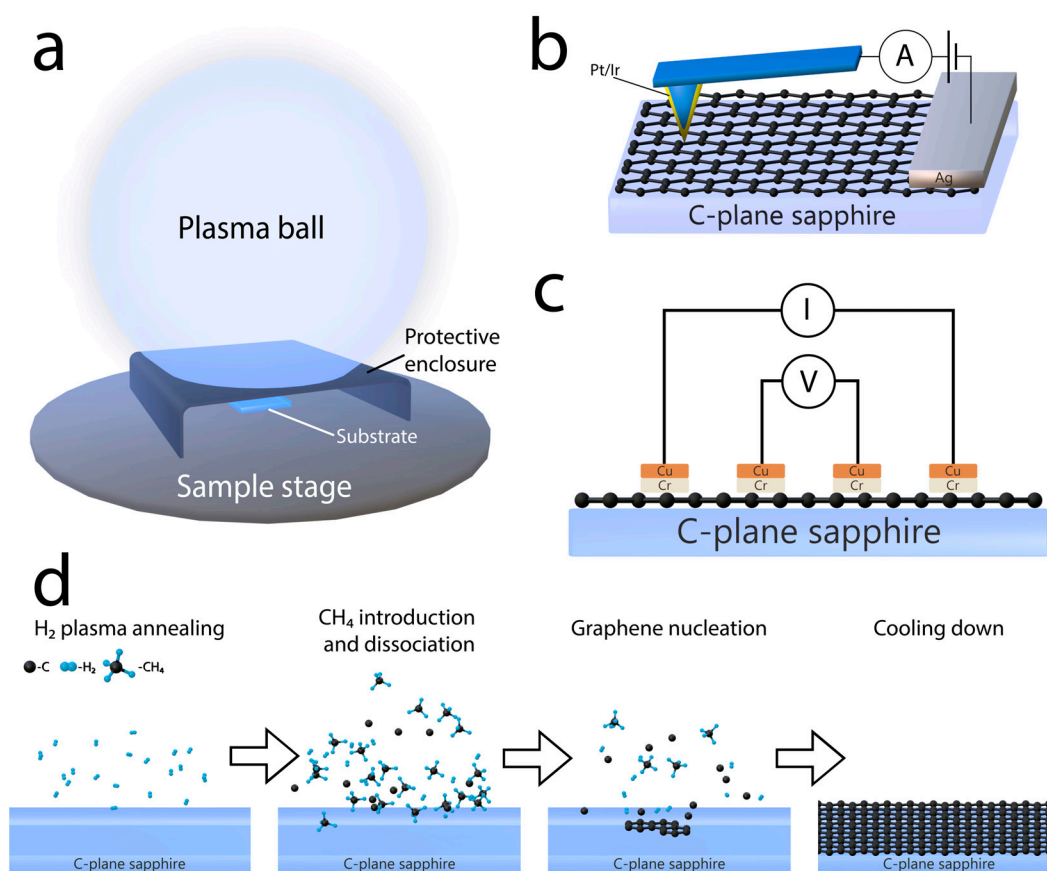 a
Plasma ball
Protective
enclosure
Substrate
Sample stage
b
Pt/Ir
A
Ag
C-plane sapphire
c
I
V
Cu Cu Cu Cu
Cr Cr Cr Cr
C-plane sapphire
d
H₂ plasma annealing
-C -H₂ -CH₄
C-plane sapphire
CH₄ introduction
and dissociation
C-plane sapphire
Graphene nucleation
C-plane sapphire
Cooling down
C-plane sapphire